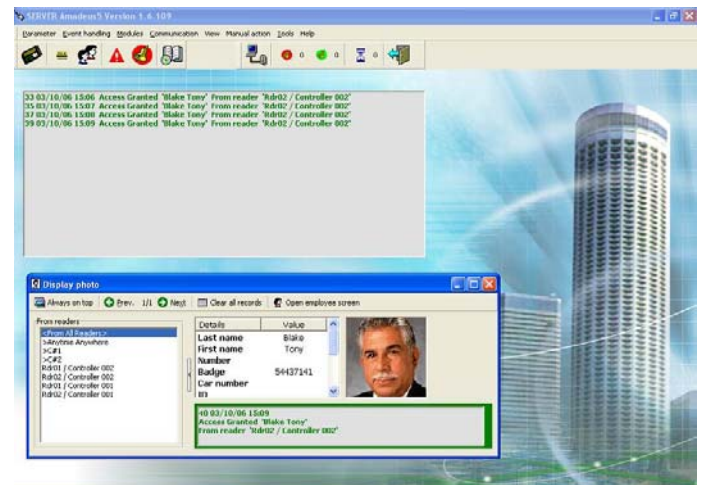 SERVER Amadeus5 Version 1.6.109
Parameter Event handling Modules Communication View Manual action Tools Help
0 0 0
33 03/10/06 15:06 Access Granted 'Blake Tony' From reader 'Rdr02 / Controller 002'
35 03/10/06 15:07 Access Granted 'Blake Tony' From reader 'Rdr02 / Controller 002'
37 03/10/06 15:08 Access Granted 'Blake Tony' From reader 'Rdr02 / Controller 002'
39 03/10/06 15:09 Access Granted 'Blake Tony' From reader 'Rdr02 / Controller 002'
Display photo
Always on top Prev. 1/1 Next Clear all records Open employee screen
From readers
<From All Readers>
>Anytime Anywhere
>C#1
>C#2
Rdr01 / Controller 002
Rdr02 / Controller 002
Rdr01 / Controller 001
Rdr02 / Controller 001
Details Value
Last name Blake
First name Tony
Number
Badge 54437141
Car number
ID
40 03/10/06 15:09
Access Granted 'Blake Tony'
From reader 'Rdr02 / Controller 002'